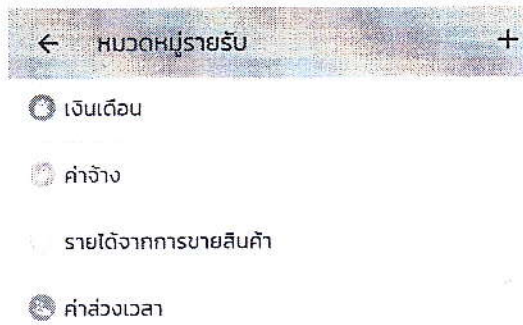 หมวดหมู่รายรับ
เงินเดือน
ค่าจ้าง
รายได้จากการขายสินค้า
ค่าล่วงเวลา